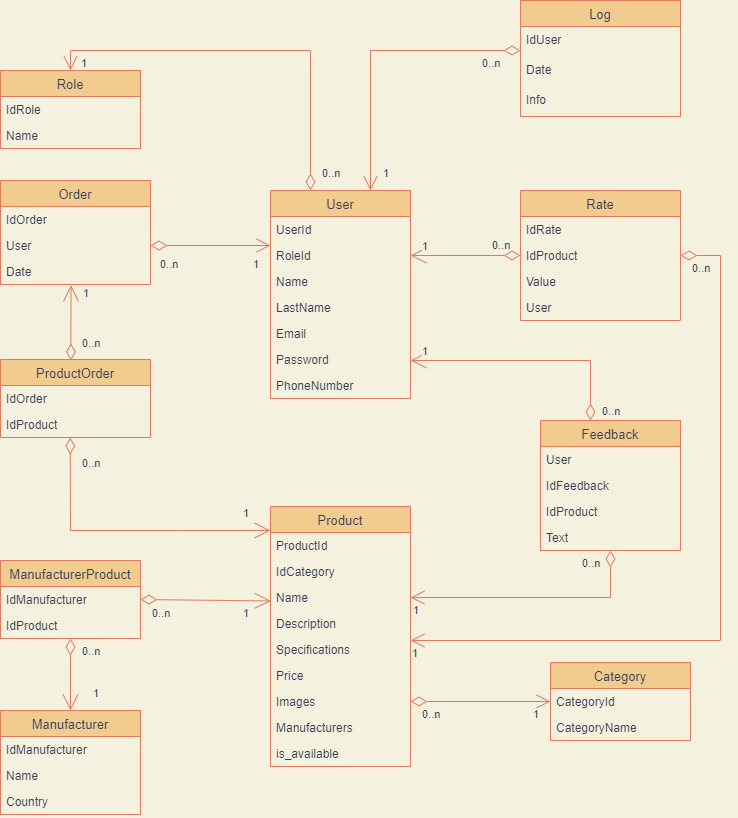 Log
IdUser
Date
Info
0..n
1
Role
IdRole
Name
1
0..n
Order
IdOrder
User
Date
0..n
1
User
UserId
RoleId
Name
LastName
Email
Password
PhoneNumber
Rate
IdRate
IdProduct
Value
User
1
0..n
0..n
1
0..n
ProductOrder
IdOrder
IdProduct
0..n
1
1
0..n
Feedback
User
IdFeedback
IdProduct
Text
0..n
1
1
Product
ProductId
IdCategory
Name
Description
Specifications
Price
Images
Manufacturers
is_available
ManufacturerProduct
IdManufacturer
IdProduct
0..n
1
0..n
1
Manufacturer
IdManufacturer
Name
Country
0..n
1
Category
CategoryId
CategoryName